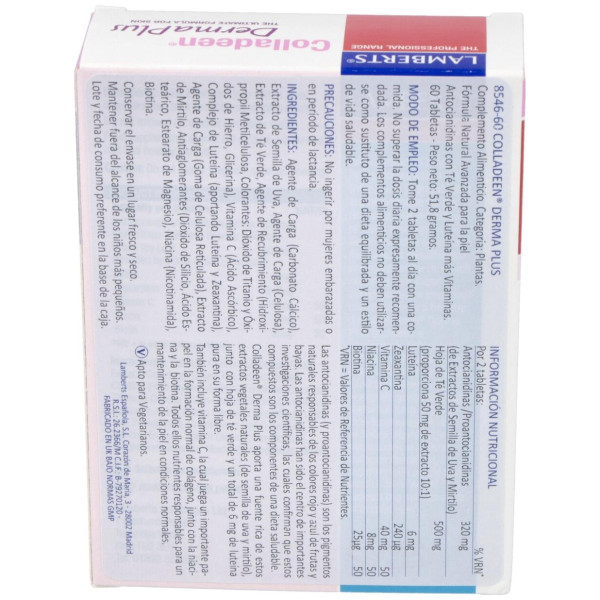 Colladeen®
DermaPlus
THE ULTIMATE FORMULA FOR SKIN
LAMBERTS®
THE PROFESSIONAL RANGE
8546-60 COLLADEEN® DERMA PLUS
Complemento Alimenticio. Categoría: Plantas.
Formula Natural Avanzada para la piel
Antocianidinas con Té Verde y Luteína más Vitaminas.
60 Tabletas - Peso neto: 51,8 gramos.
MODO DE EMPLEO: Tome 2 tabletas al día con una co-
mida. No superar la dosis diaria expresamente recomen-
dada. Los complementos alimenticios no deben utilizar-
se como sustituto de una dieta equilibrada y un estilo
de vida saludable.
PRECAUCIONES: No ingerir por mujeres embarazadas o
en periodo de lactancia.
INGREDIENTES: Agente de Carga (Carbonato Cálcico),
Extracto de Semilla de Uva, Agente de Carga (Celulosa),
Extracto de Té Verde, Agente de Recubrimiento (Hidroxi-
propil Metilcelulosa, Colorantes: Dióxido de Titanio y Óxi-
dos de Hierro, Glicerina), Vitamina C (Ácido Ascórbico),
Complejo de Luteína (aportando Luteína y Zeaxantina),
Agente de Carga (Goma de Celulosa Reticulada), Extracto
de Mirtilo, Antiaglomerantes (Dióxido de Silicio, Ácido Es-
teárico, Estearato de Magnesio), Niacina (Nicotinamida),
Biotina.
Conservar el envase en un lugar fresco y seco.
Mantener fuera del alcance de los niños más pequeños.
Lote y fecha de consumo preferente en la base de la caja.
INFORMACIÓN NUTRICIONAL
Por 2 tabletas: % VRN*
Antocianidinas /Proantocianidinas 320 mg
(de Extractos de Semilla de Uva y Mirtilo)
Hoja de Té Verde 500 mg
(proporciona 50 mg de extracto 10:1)
Luteína 6 mg
Zeaxantina 240 µg
Vitamina C 40 mg 50
Niacina 8mg 50
Biotina 25µg 50
*VRN = Valores de Referencia de Nutrientes.
Las antocianidinas (y proantocianidinas) son los pigmentos
naturales responsables de los colores rojo y azul de frutas y
bayas. Las antocianidinas han sido el centro de importantes
investigaciones científicas, las cuales confirman que estos
compuestos son los componentes de una dieta saludable.
Colladeen® Derma Plus aporta una fuente rica de estos
extractos vegetales naturales (de semilla de uva y mirtilo),
junto con hoja de té verde y un total de 6 mg de luteína
pura en su forma libre.
También incluye vitamina C, la cual juega un importante pa-
pel en la formación normal de colágeno, junto con la niaci-
na y la biotina. Todos ellos nutrientes responsables para un
mantenimiento de la piel en condiciones normales.
V Apto para Vegetarianos.
Lamberts Española, S.L. Corazón de María, 3 - 28002 Madrid
R.S.I.: 26.2366/M C.I.F.: B-79270120 -
FABRICADO EN UK BAJO NORMAS GMP